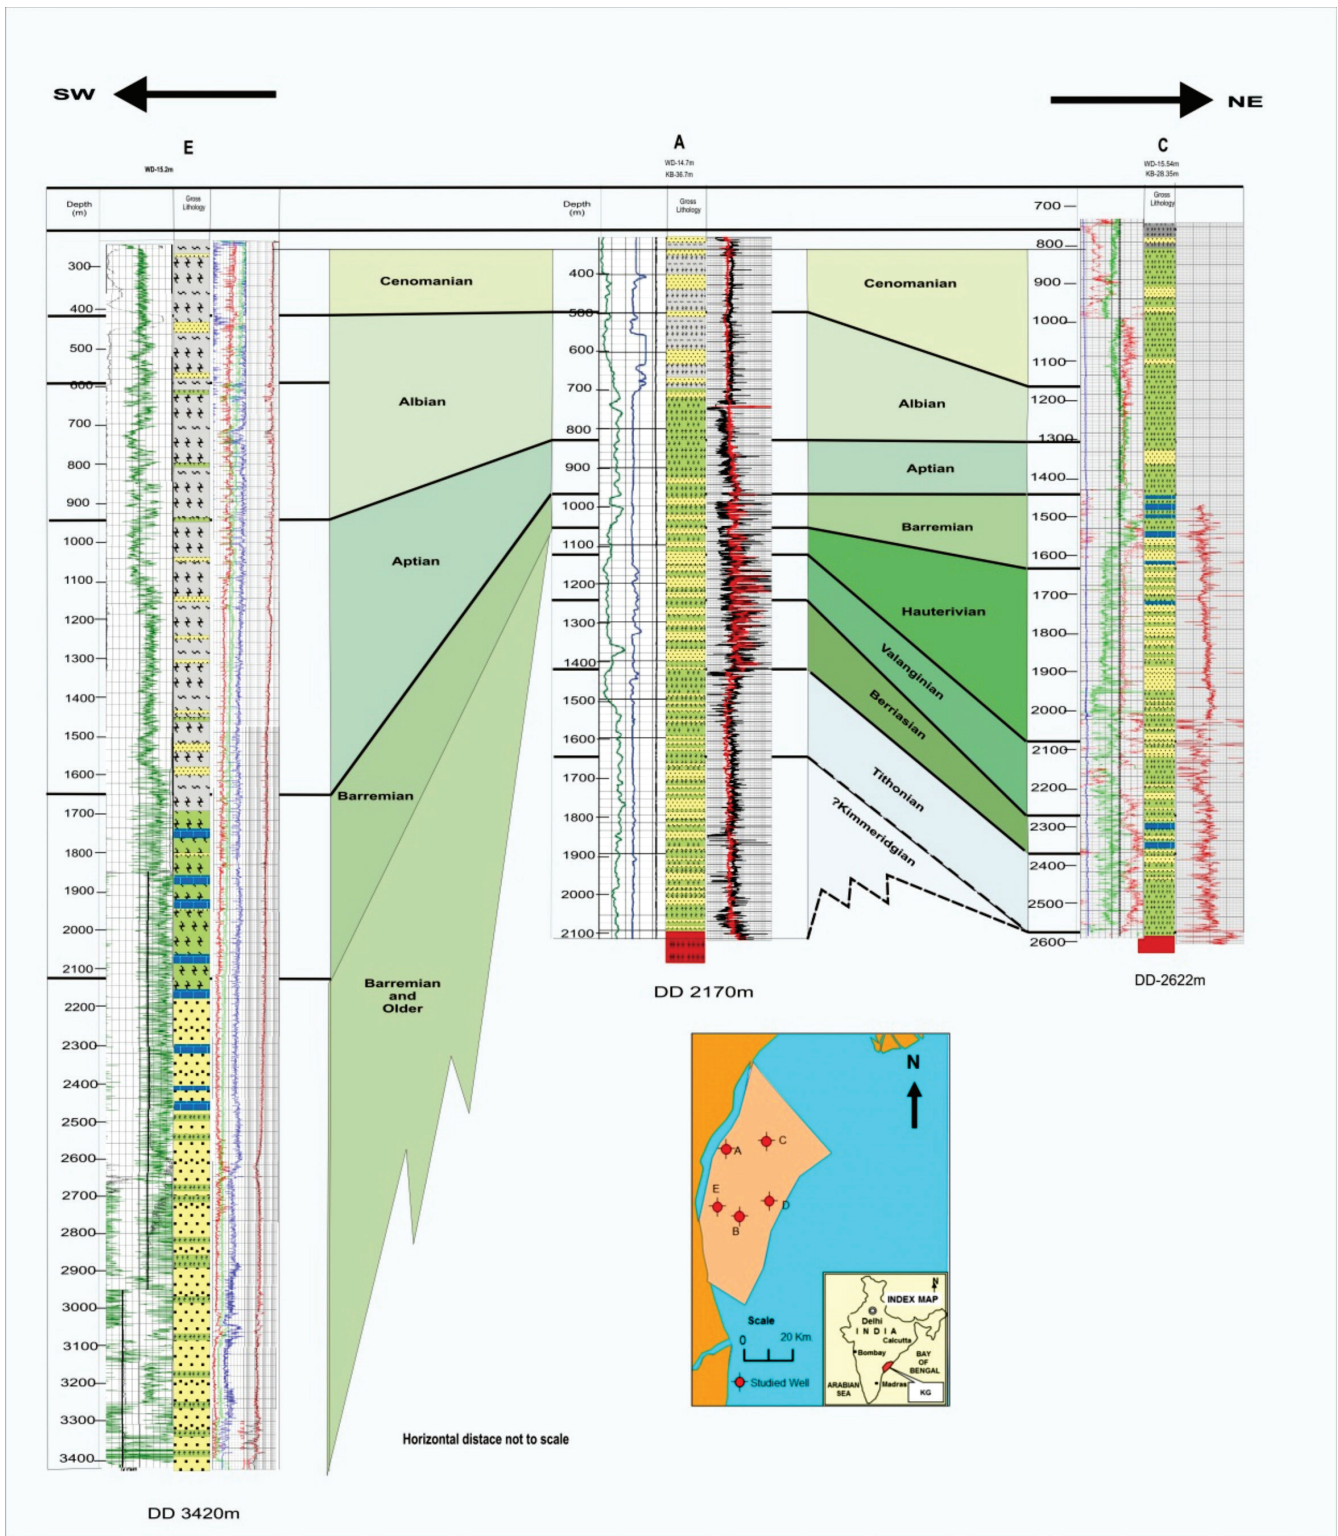 SW
NE
E
WD-15.2m
A
WD-14.7m
KB-36.7m
C
WD-15.54m
KB-28.35m
Depth
(m)
Gross
Lithology
300
400
500
600
700
800
900
1000
1100
1200
1300
1400
1500
1600
1700
1800
1900
2000
2100
2200
2300
2400
2500
2600
2700
2800
2900
3000
3100
3200
3300
3400
DD 3420m
Cenomanian
Albian
Aptian
Barremian
Barremian
and
Older
Depth
(m)
Gross
Lithology
400
500
600
700
800
900
1000
1100
1200
1300
1400
1500
1600
1700
1800
1900
2000
2100
DD 2170m
Cenomanian
Albian
Aptian
Barremian
Hauterivian
Valanginian
Berriasian
Tithonian
?Kimmeridgian
Gross
Lithology
700
800
900
1000
1100
1200
1300
1400
1500
1600
1700
1800
1900
2000
2100
2200
2300
2400
2500
2600
DD-2622m
N
A
C
E
D
B
Scale
0 20 Km
Studied Well
N
INDEX MAP
Delhi
INDIA
Calcutta
Bombay
BAY
OF
BENGAL
ARABIAN
SEA
Madras
KG
Horizontal distace not to scale